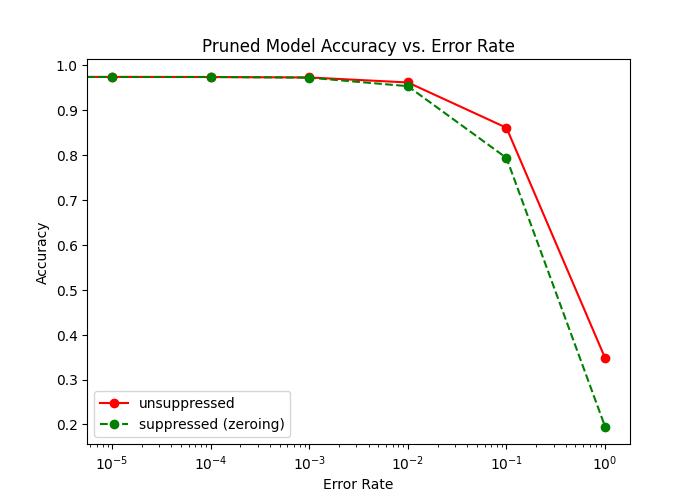 Pruned Model Accuracy vs. Error Rate
1.0
0.9
0.8
0.7
0.6
0.5
0.4
0.3
0.2
Accuracy
unsuppressed
suppressed (zeroing)
10⁻⁵ 10⁻⁴ 10⁻³ 10⁻² 10⁻¹ 10⁰
Error Rate